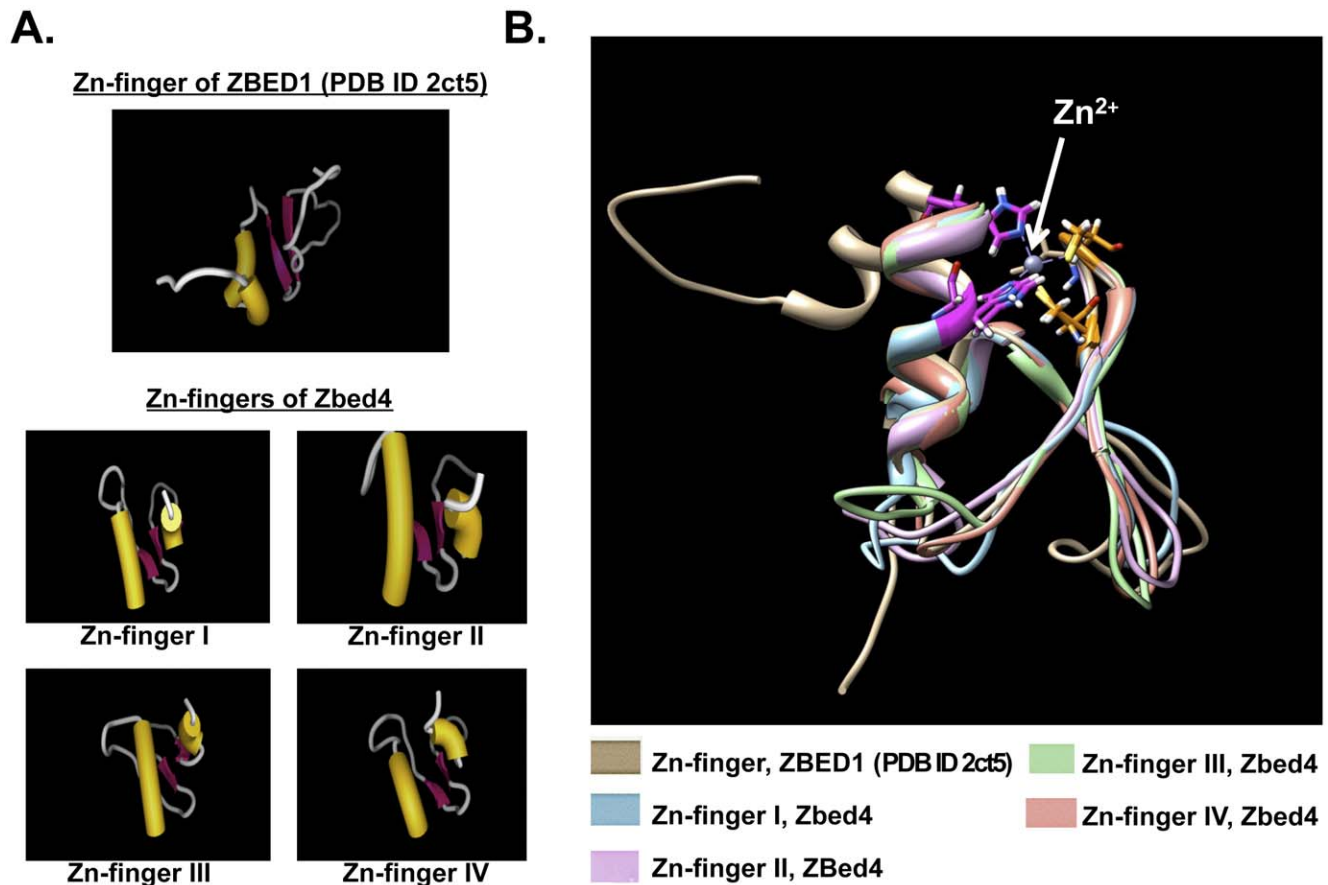 A.
Zn-finger of ZBED1 (PDB ID 2ct5)
Zn-fingers of Zbed4
Zn-finger I
Zn-finger II
Zn-finger III
Zn-finger IV
B.
Zn²⁺
Zn-finger, ZBED1 (PDB ID 2ct5)
Zn-finger I, Zbed4
Zn-finger II, ZBed4
Zn-finger III, Zbed4
Zn-finger IV, Zbed4